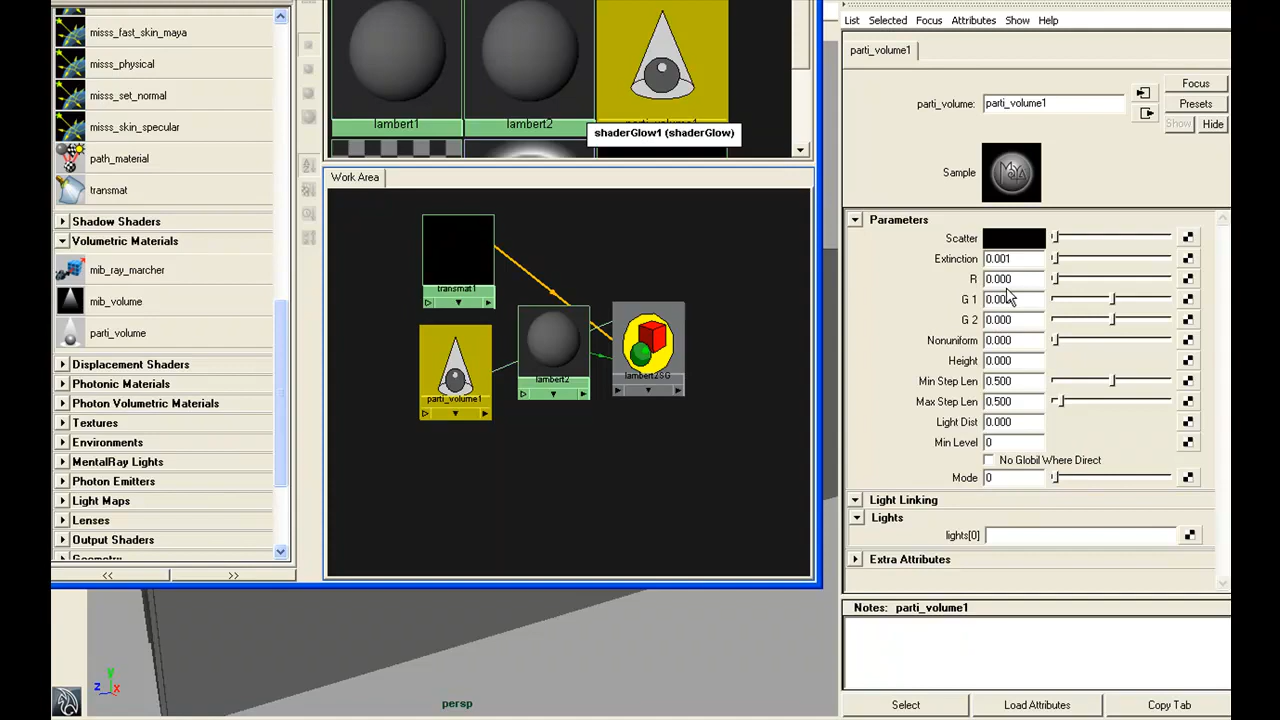 misss_fast_skin_maya
misss_physical
misss_set_normal
misss_skin_specular
path_material
transmat
Shadow Shaders
Volumetric Materials
mib_ray_marcher
mib_volume
parti_volume
Displacement Shaders
Photonic Materials
Photon Volumetric Materials
Textures
Environments
MentalRay Lights
Photon Emitters
Light Maps
Lenses
Output Shaders
<< >>
lambert1 lambert2
shaderGlow1 (shaderGlow)
Work Area
transmat1
parti_volume1
lambert2
lambert2SG
persp
y
z x
List Selected Focus Attributes Show Help
parti_volume1
Focus
parti_volume: parti_volume1
Presets
Show Hide
Sample
MAYA
Parameters
Scatter
Extinction 0.001
R 0.000
G 1
G 2 0.000
Nonuniform 0.000
Height 0.000
Min Step Len 0.500
Max Step Len 0.500
Light Dist 0.000
Min Level 0
No Globil Where Direct
Mode 0
Light Linking
Lights
lights[0]
Extra Attributes
Notes: parti_volume1
Select Load Attributes Copy Tab